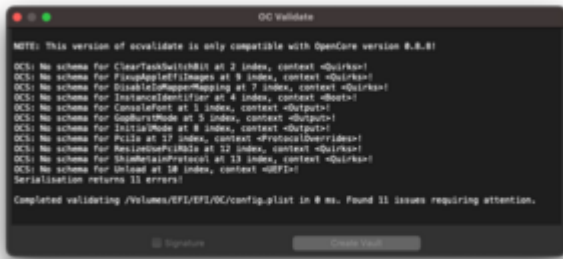 OC Validate
NOTE: This version of ocvalidate is only compatible with OpenCore version 0.8.8!
OCS: No schema for ClearTaskSwitchBit at 2 index, context <Quirks>!
OCS: No schema for FixupAppleEfiImages at 9 index, context <Quirks>!
OCS: No schema for DisableIoMapperMapping at 7 index, context <Quirks>!
OCS: No schema for InstanceIdentifier at 4 index, context <Boot>!
OCS: No schema for ConsoleFont at 1 index, context <Output>!
OCS: No schema for GopBurstMode at 5 index, context <Output>!
OCS: No schema for InitialMode at 8 index, context <Output>!
OCS: No schema for PciIo at 17 index, context <ProtocolOverrides>!
OCS: No schema for ResizeUsePciRbIo at 12 index, context <Quirks>!
OCS: No schema for ShimRetainProtocol at 13 index, context <Quirks>!
OCS: No schema for Unload at 10 index, context <UEFI>!
Serialisation returns 11 errors!
Completed validating /Volumes/EFI/EFI/OC/config.plist in 0 ms. Found 11 issues requiring attention.
Signature
Create Vault